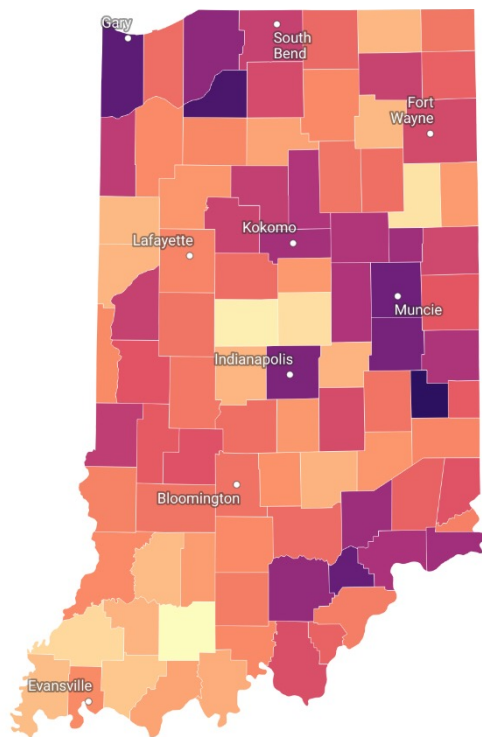 Gary
South
Bend
Fort
Wayne
Kokomo
Lafayette
Muncie
Indianapolis
Bloomington
Evansville